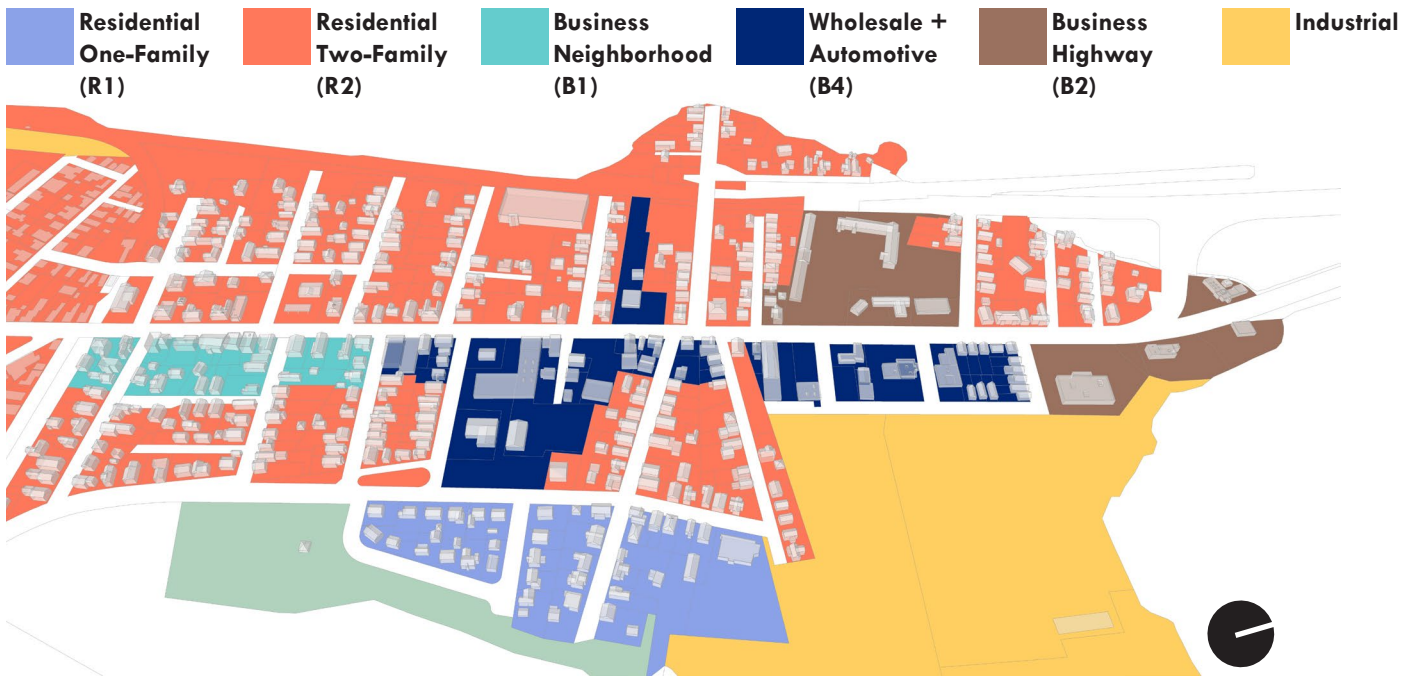 Residential
One-Family
(R1)
Residential
Two-Family
(R2)
Business
Neighborhood
(B1)
Wholesale +
Automotive
(B4)
Business
Highway
(B2)
Industrial